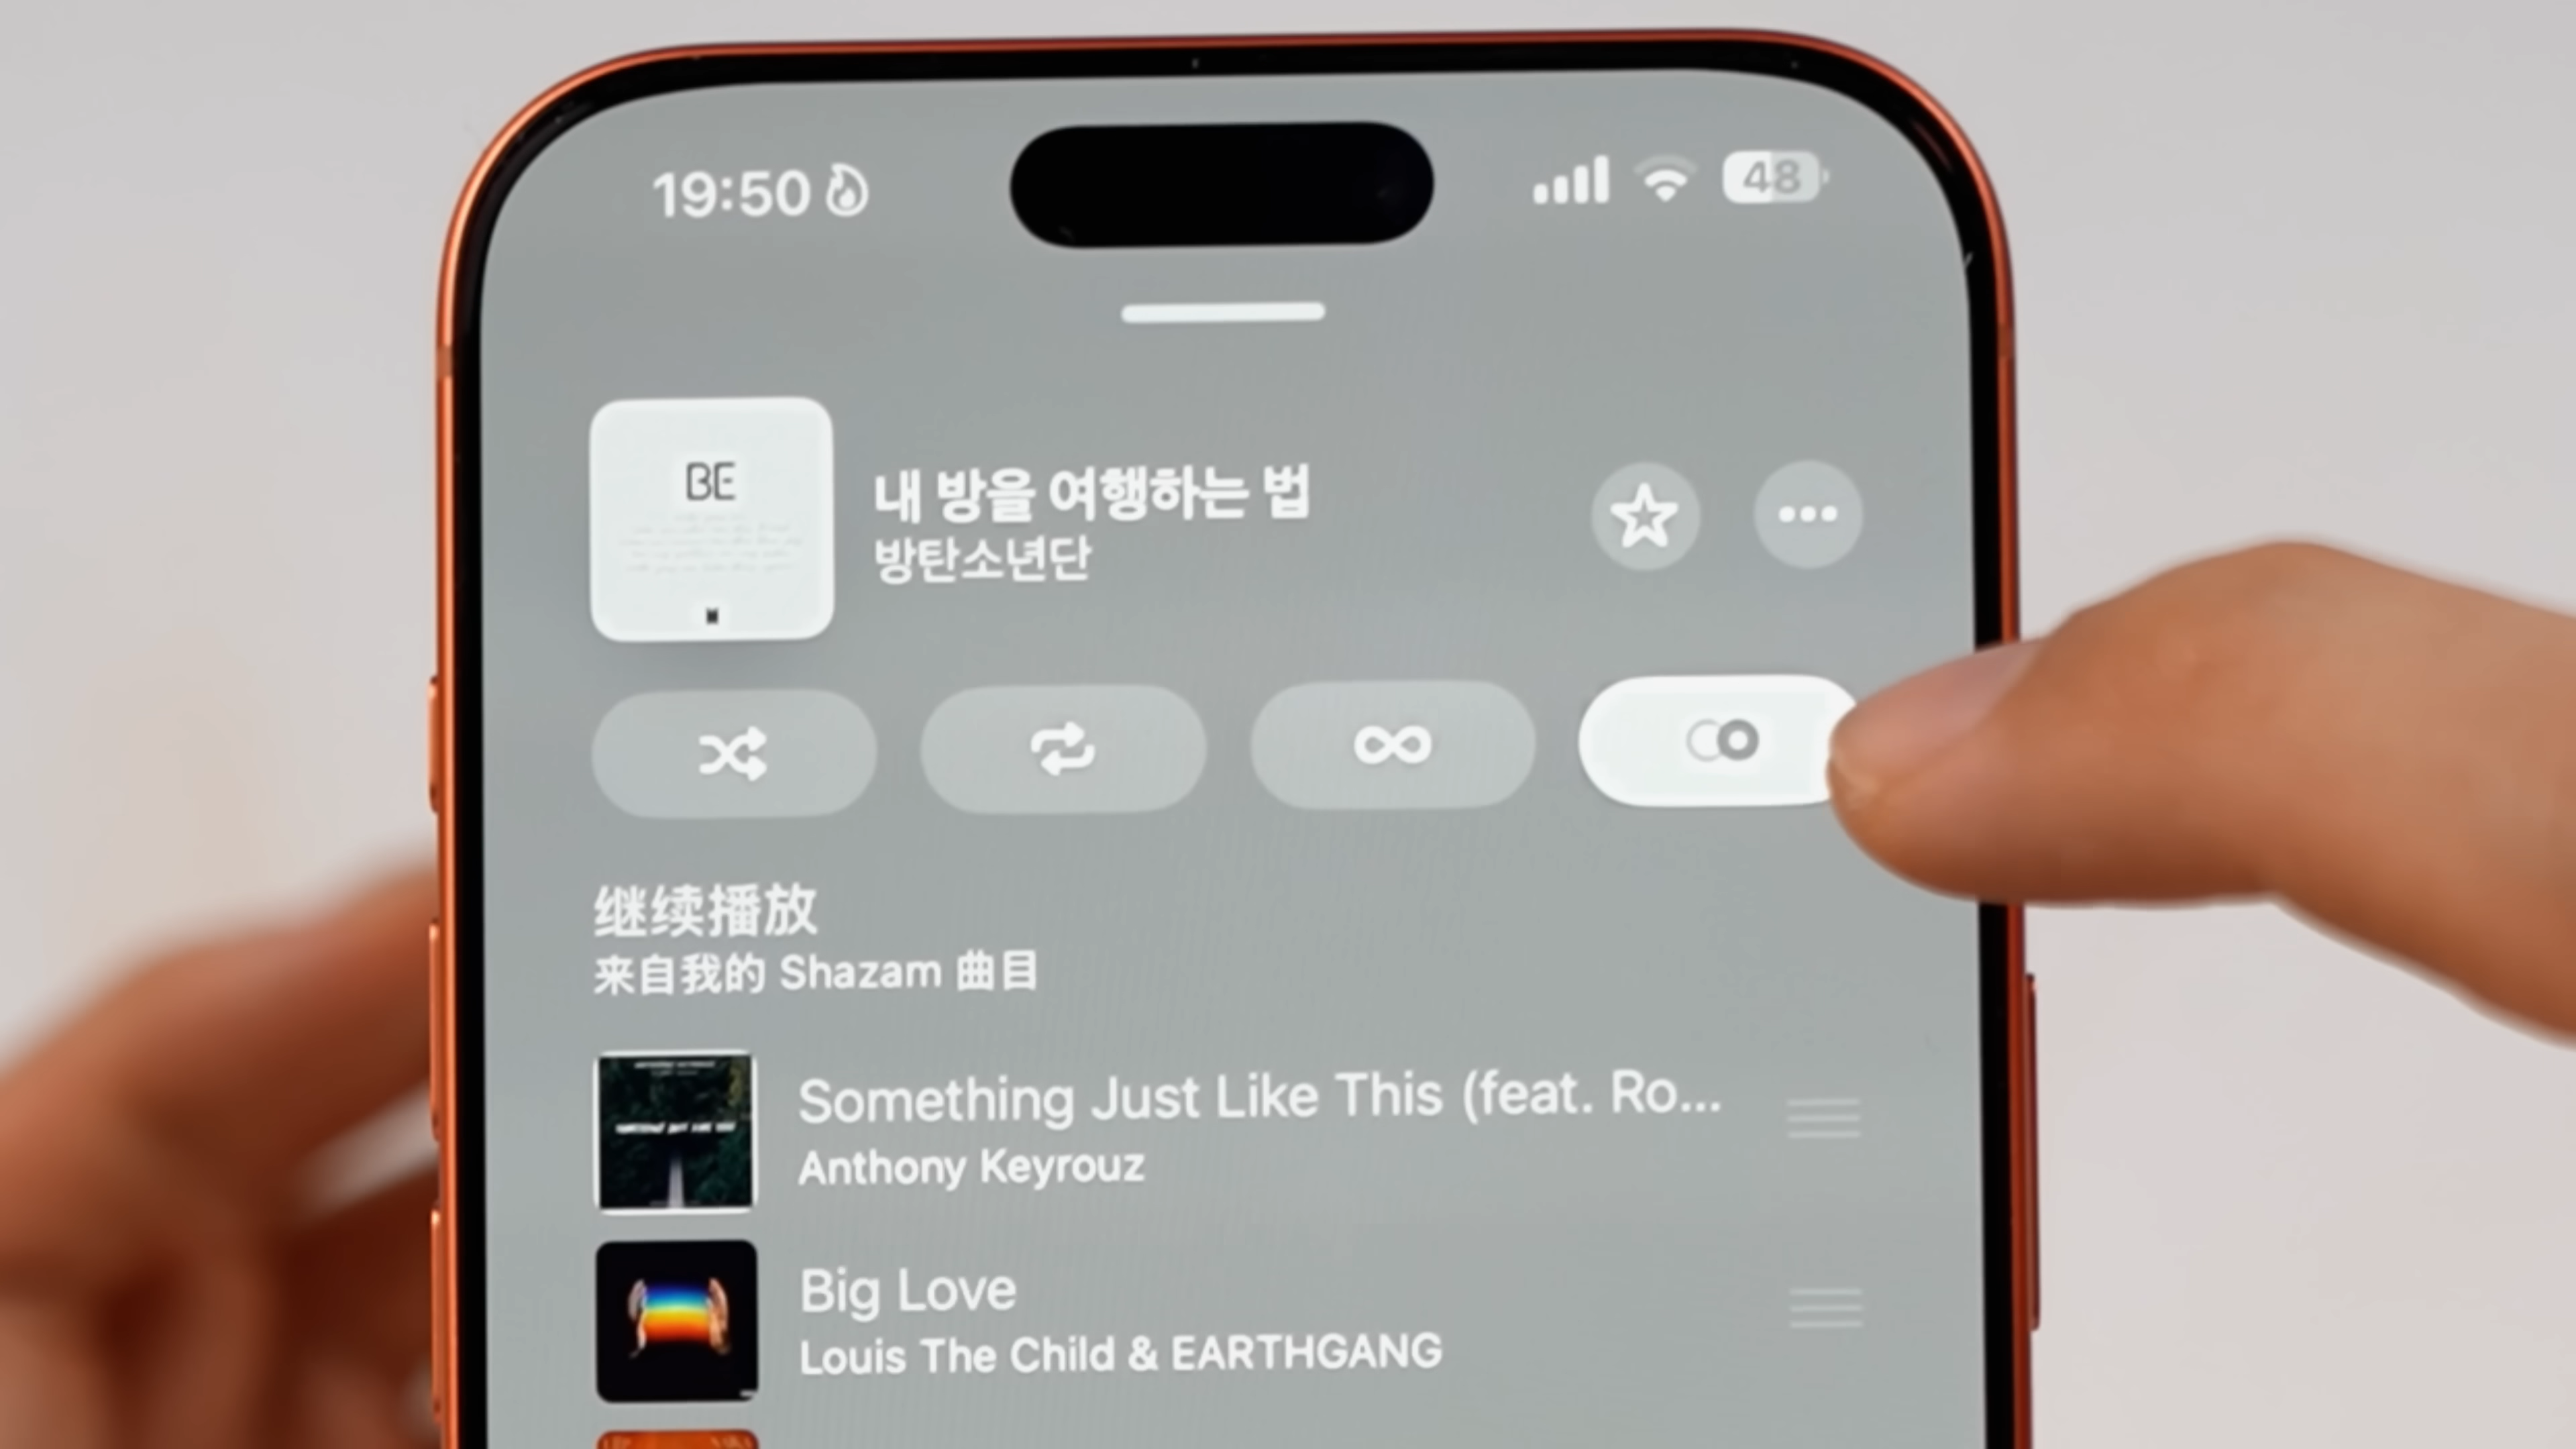 19:50
48
BE
내 방을 여행하는 법
방탄소년단
继续播放
来自我的 Shazam 曲目
Something Just Like This (feat. Ro...
Anthony Keyrouz
Big Love
Louis The Child & EARTHGANG